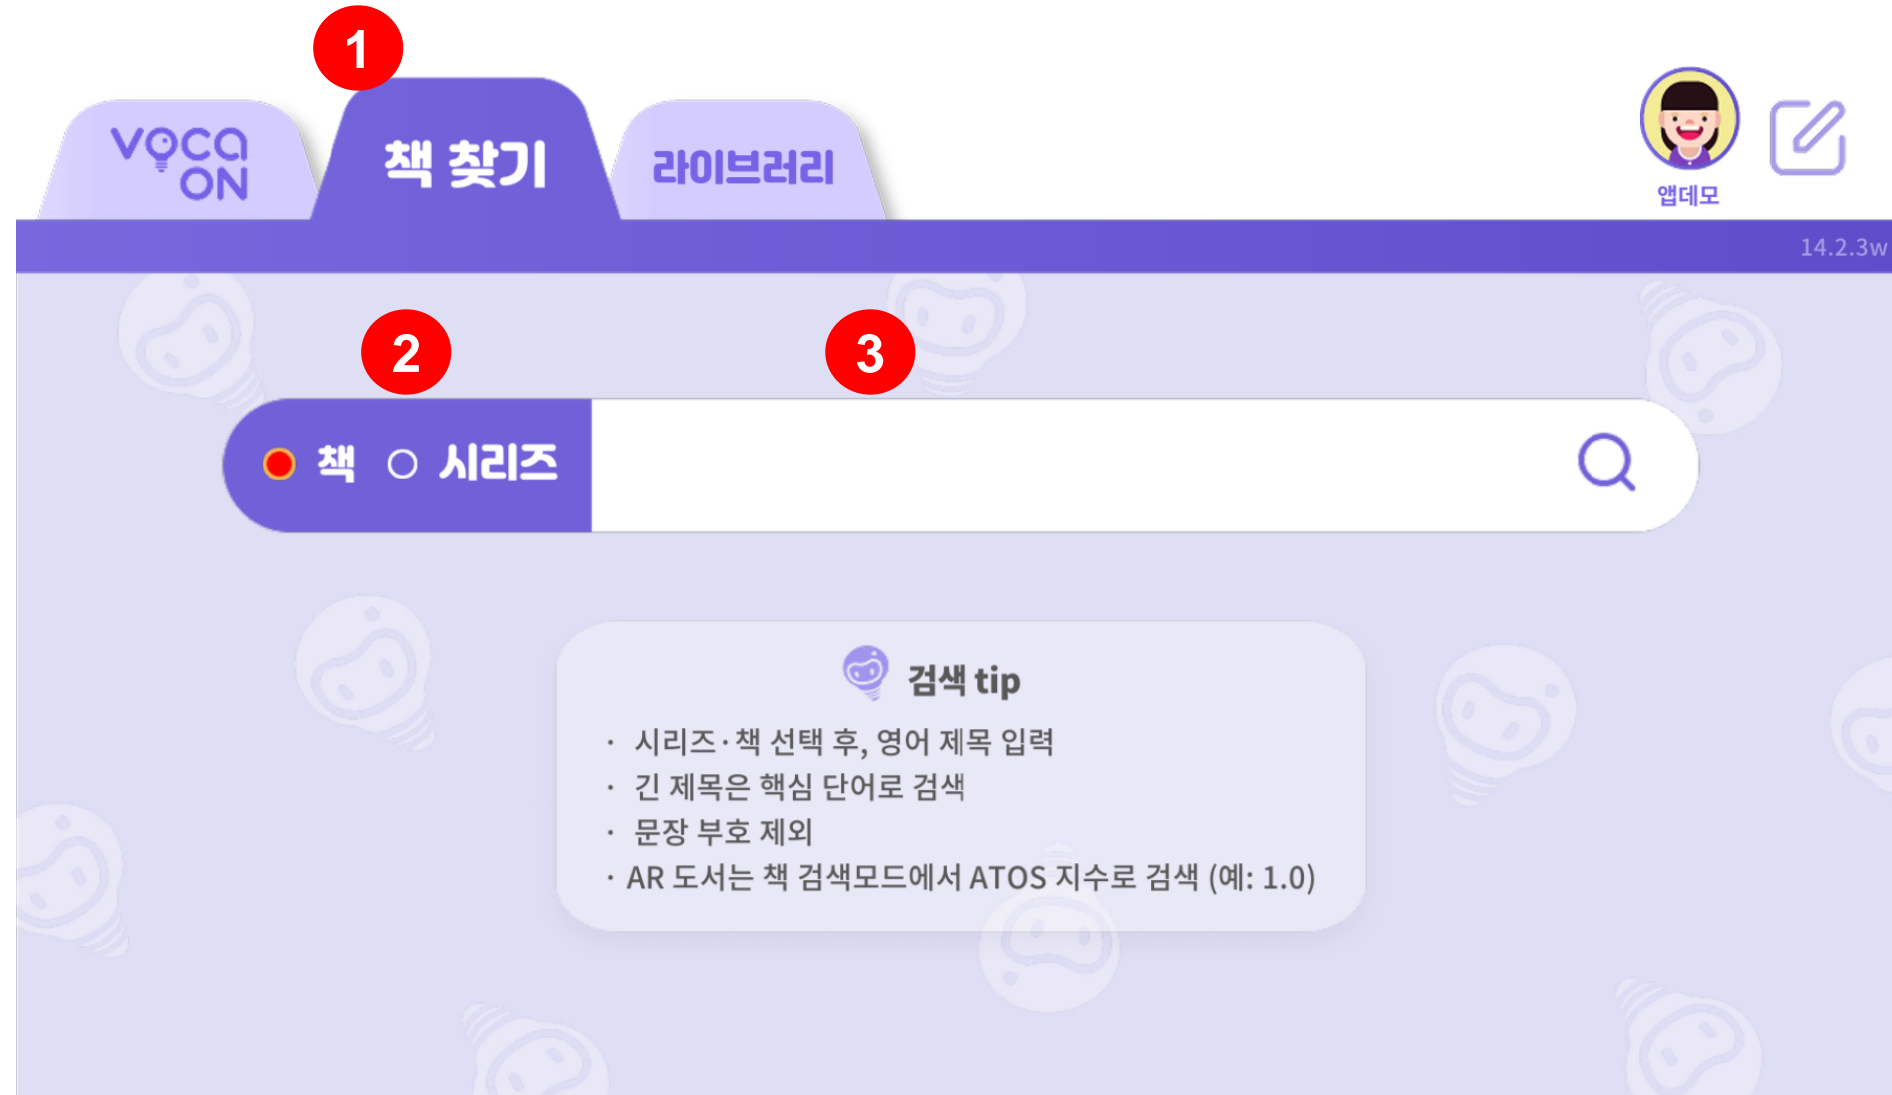 1
voca
ON
책 찾기
라이브러리
앱데모
14.2.3w
2
3
책 시리즈
검색 tip
· 시리즈·책 선택 후, 영어 제목 입력
· 긴 제목은 핵심 단어로 검색
· 문장 부호 제외
· AR 도서는 책 검색모드에서 ATOS 지수로 검색 (예: 1.0)